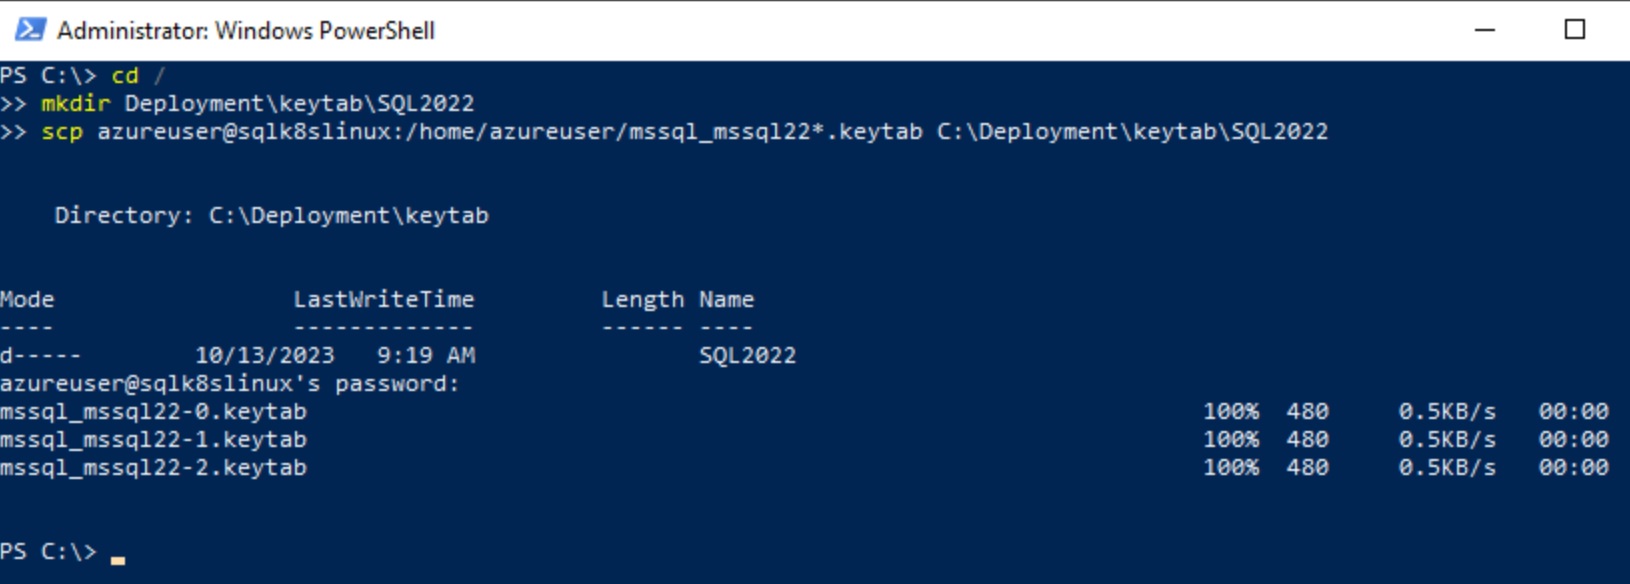 Administrator: Windows PowerShell
PS C:\> cd /
>> mkdir Deployment\keytab\SQL2022
>> scp azureuser@sqlk8slinux:/home/azureuser/mssql_mssql22*.keytab C:\Deployment\keytab\SQL2022
Directory: C:\Deployment\keytab
Mode                 LastWriteTime         Length Name
----                 -------------         ------ ----
d-----        10/13/2023   9:19 AM                SQL2022
azureuser@sqlk8slinux's password:
mssql_mssql22-0.keytab 100% 480 0.5KB/s 00:00
mssql_mssql22-1.keytab 100% 480 0.5KB/s 00:00
mssql_mssql22-2.keytab 100% 480 0.5KB/s 00:00
PS C:\>